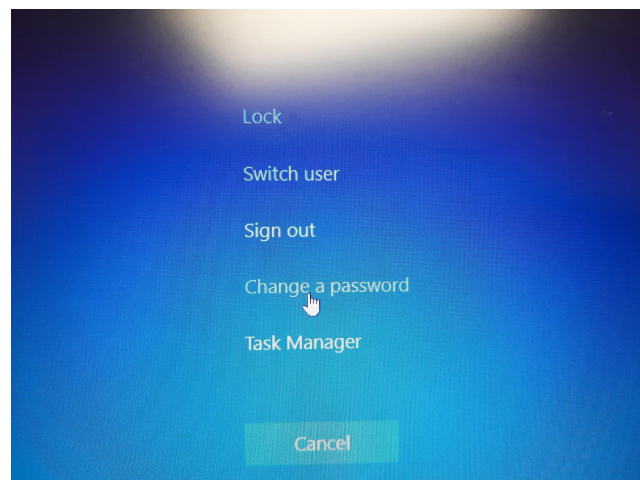 Lock
Switch user
Sign out
Change a password
Task Manager
Cancel